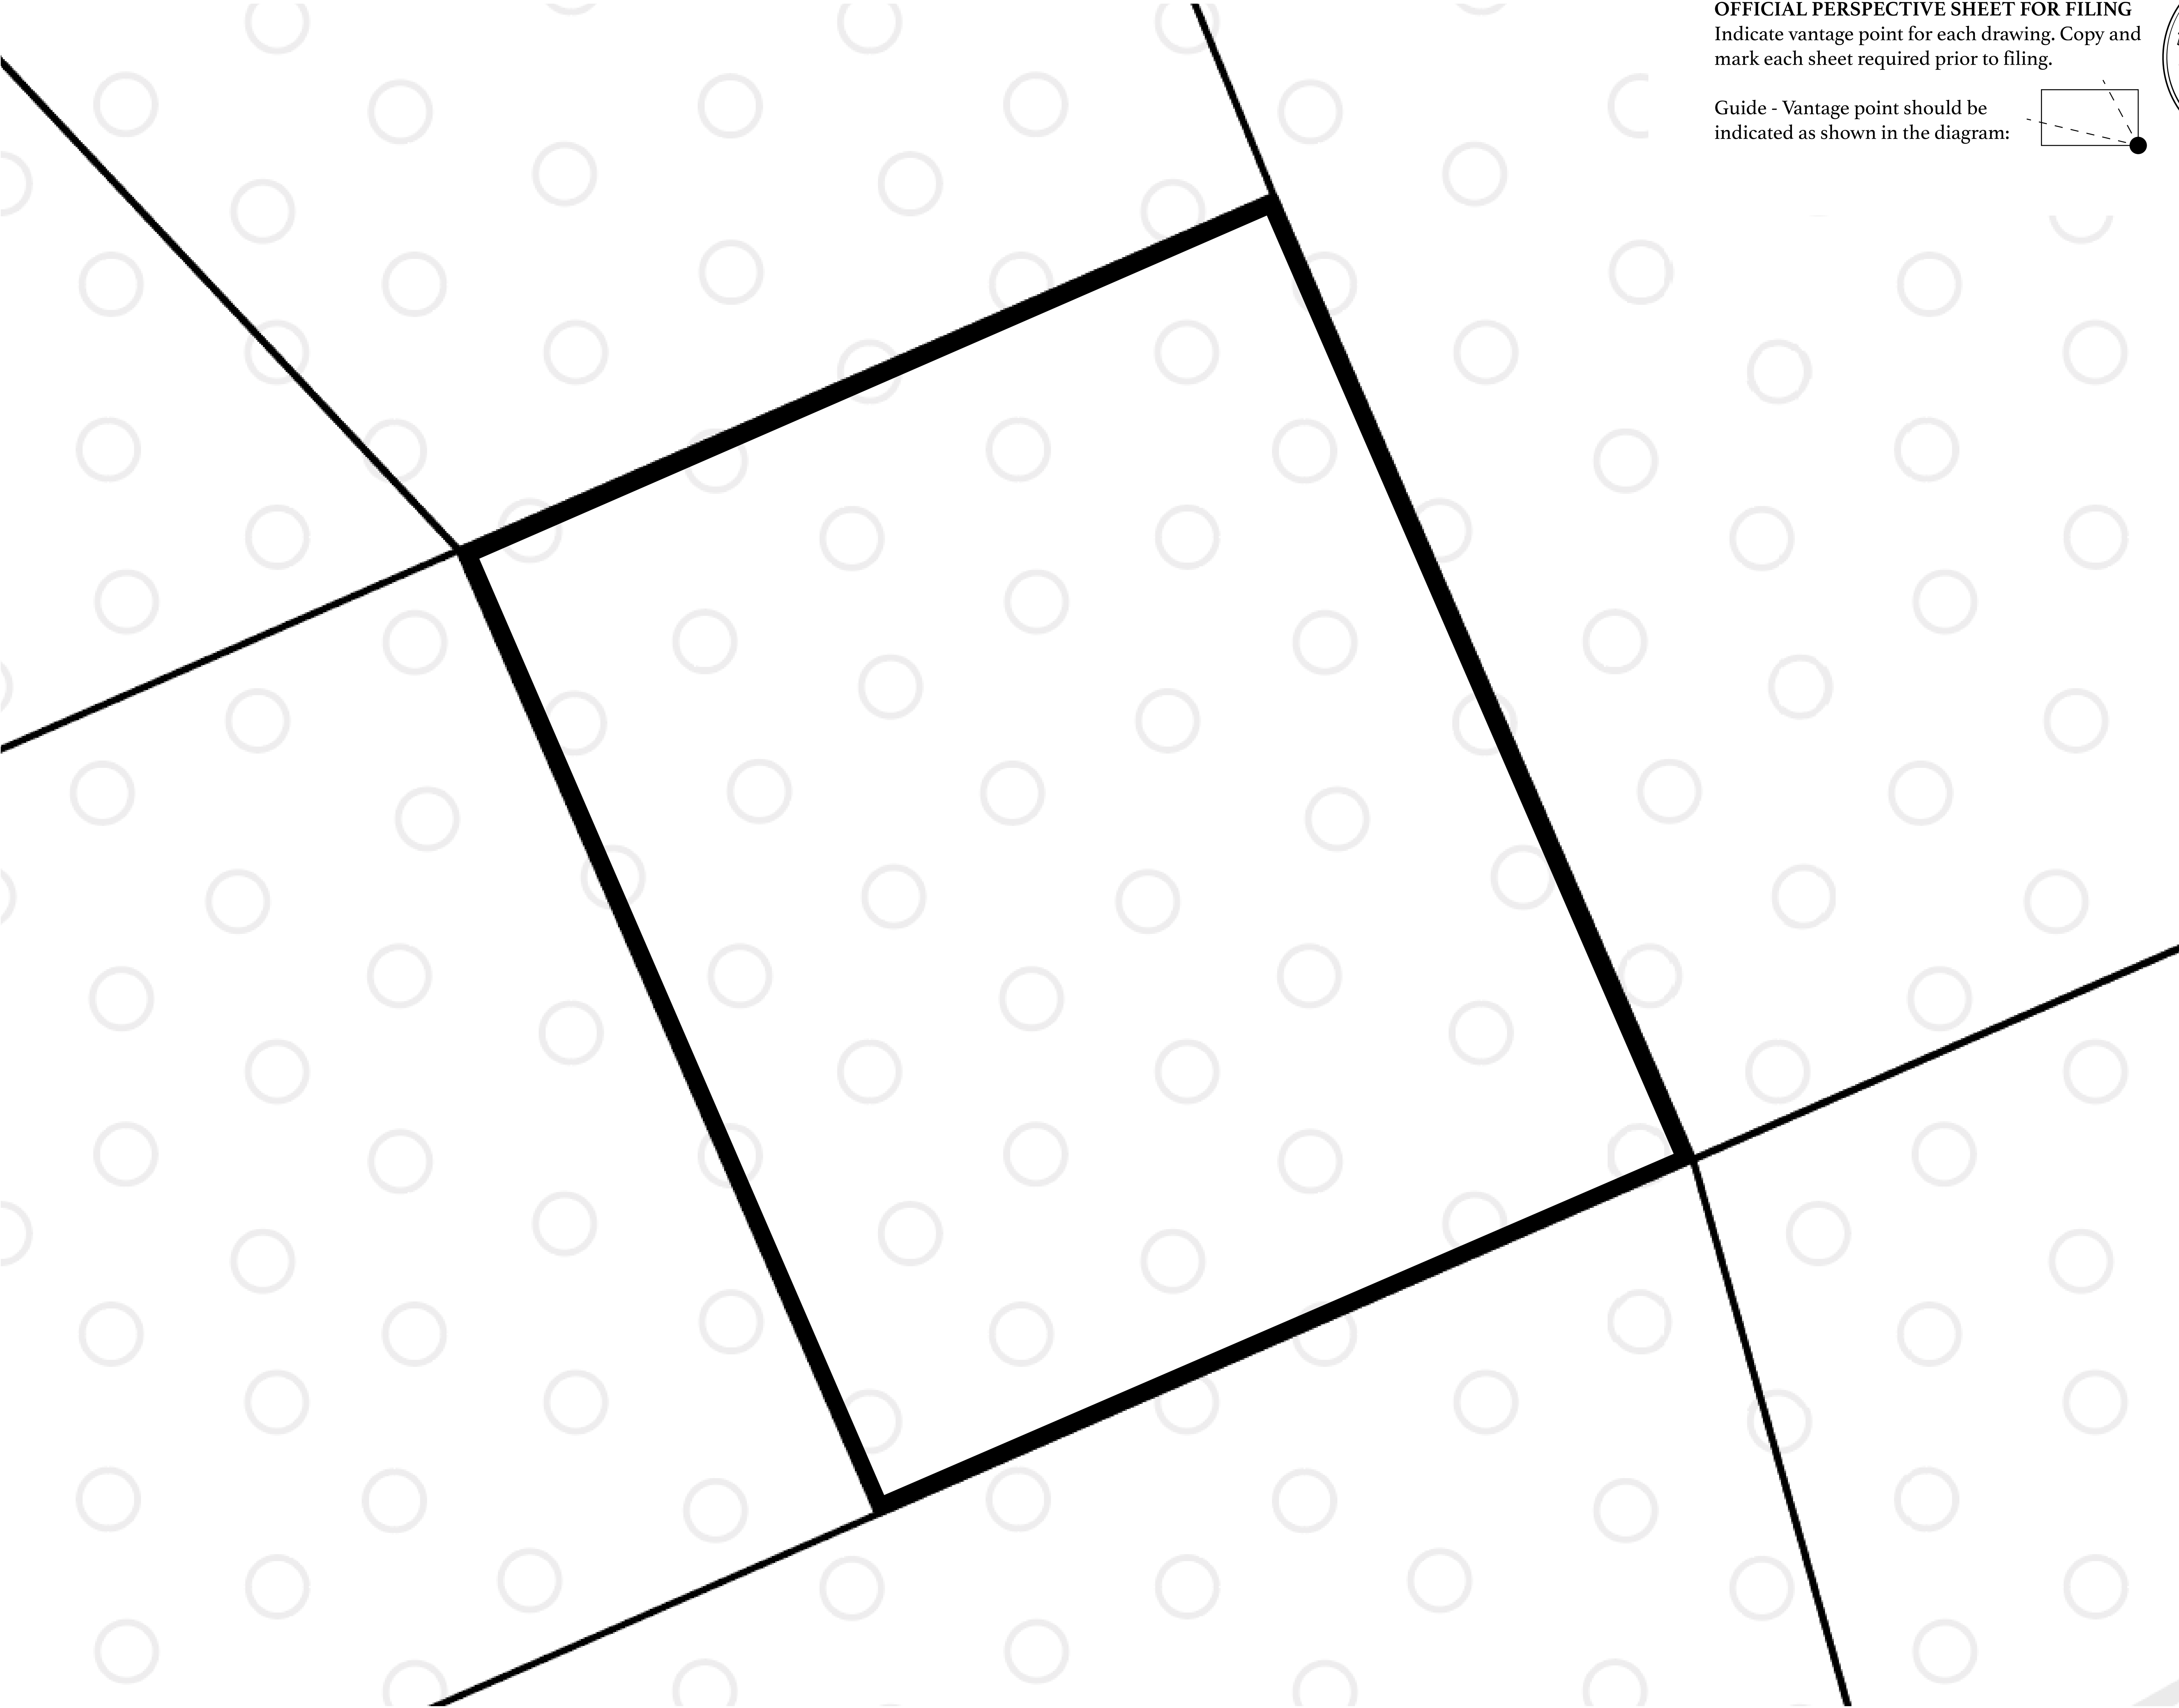 OFFICIAL PERSPECTIVE SHEET FOR FILING
Indicate vantage point for each drawing. Copy and
mark each sheet required prior to filing.
Guide - Vantage point should be
indicated as shown in the diagram: